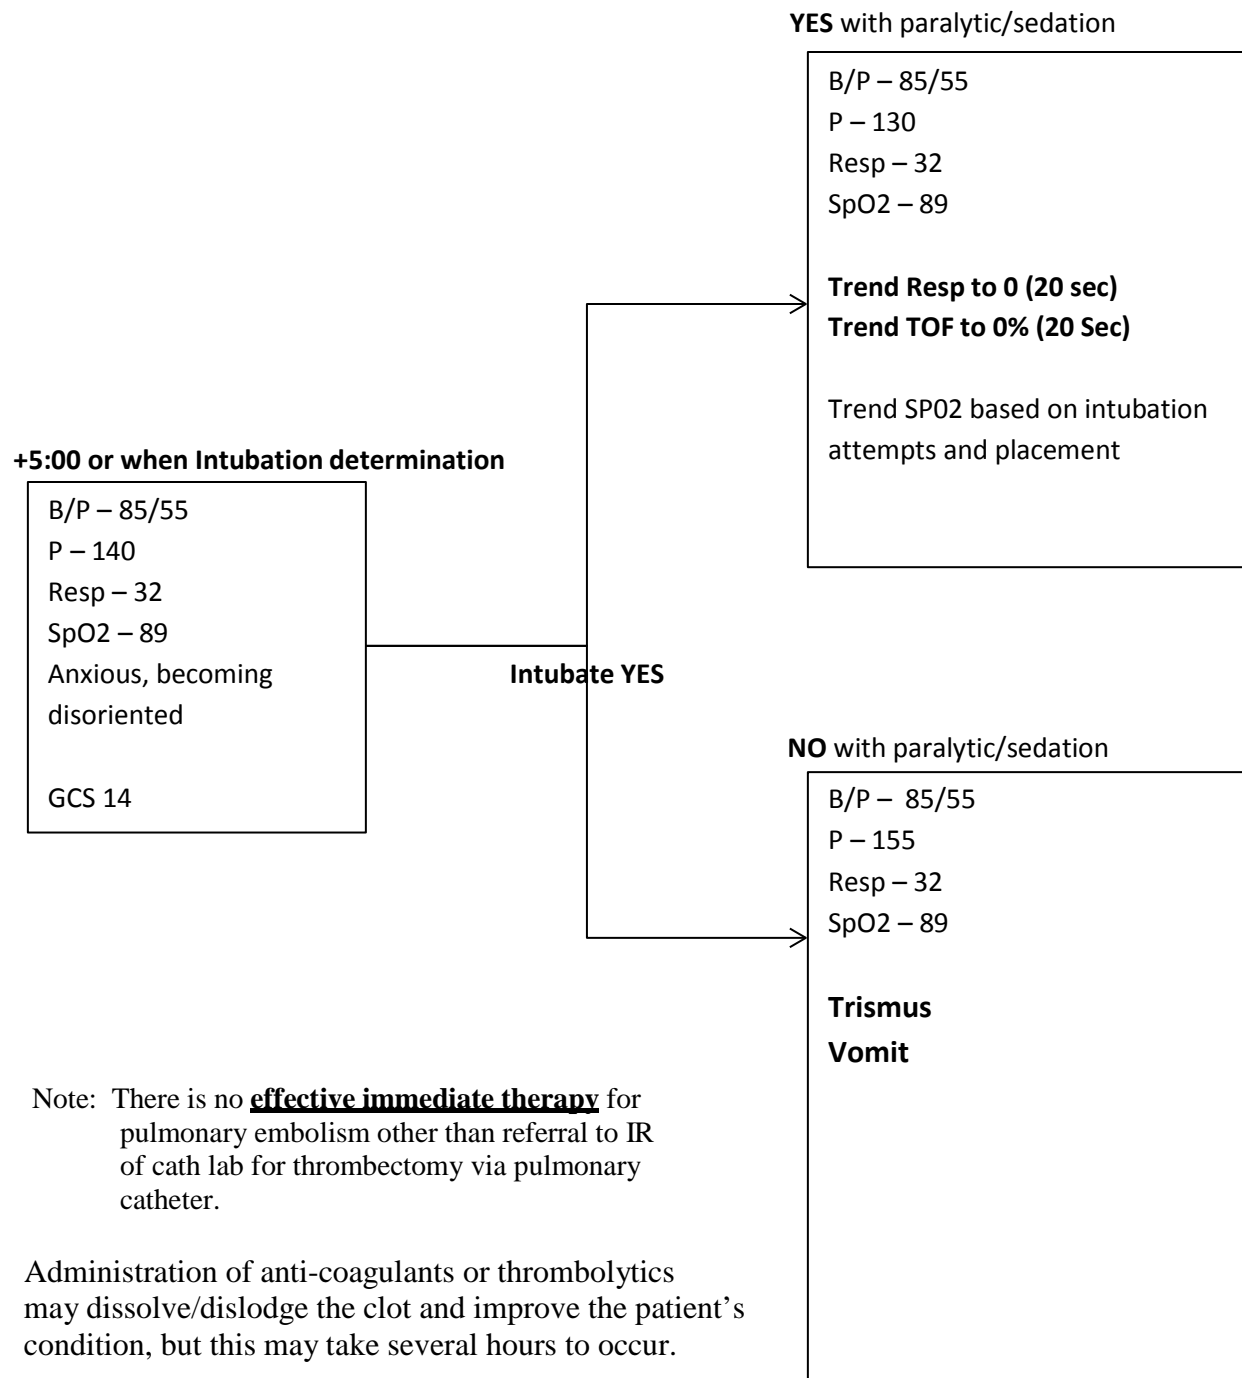 YES with paralytic/sedation
B/P – 85/55
P – 130
Resp – 32
SpO2 – 89
Trend Resp to 0 (20 sec)
Trend TOF to 0% (20 Sec)
Trend SP02 based on intubation
attempts and placement
+5:00 or when Intubation determination
B/P – 85/55
P – 140
Resp – 32
SpO2 – 89
Anxious, becoming
disoriented
GCS 14
Intubate YES
NO with paralytic/sedation
B/P –  85/55
P – 155
Resp – 32
SpO2 – 89
Trismus
Vomit
Note:  There is no effective immediate therapy for
pulmonary embolism other than referral to IR
of cath lab for thrombectomy via pulmonary
catheter.
Administration of anti-coagulants or thrombolytics
may dissolve/dislodge the clot and improve the patient's
condition, but this may take several hours to occur.